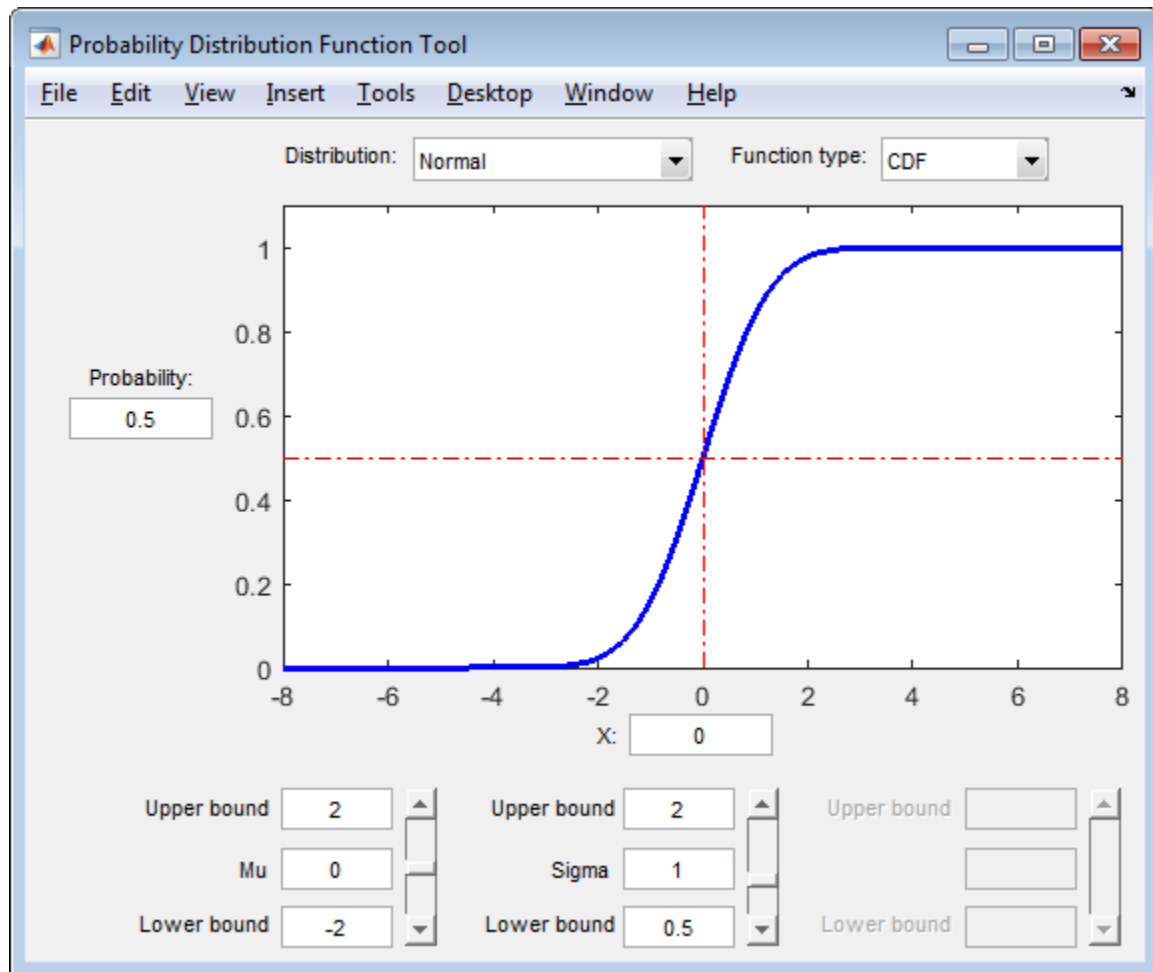 Probability Distribution Function Tool
File Edit View Insert Tools Desktop Window Help
Distribution: Normal Function type: CDF
1
0.8
Probability:
0.5
0.6
0.4
0.2
0
-8 -6 -4 -2 0 2 4 6 8
X: 0
Upper bound 2 Upper bound 2 Upper bound
Mu 0 Sigma 1
Lower bound -2 Lower bound 0.5 Lower bound